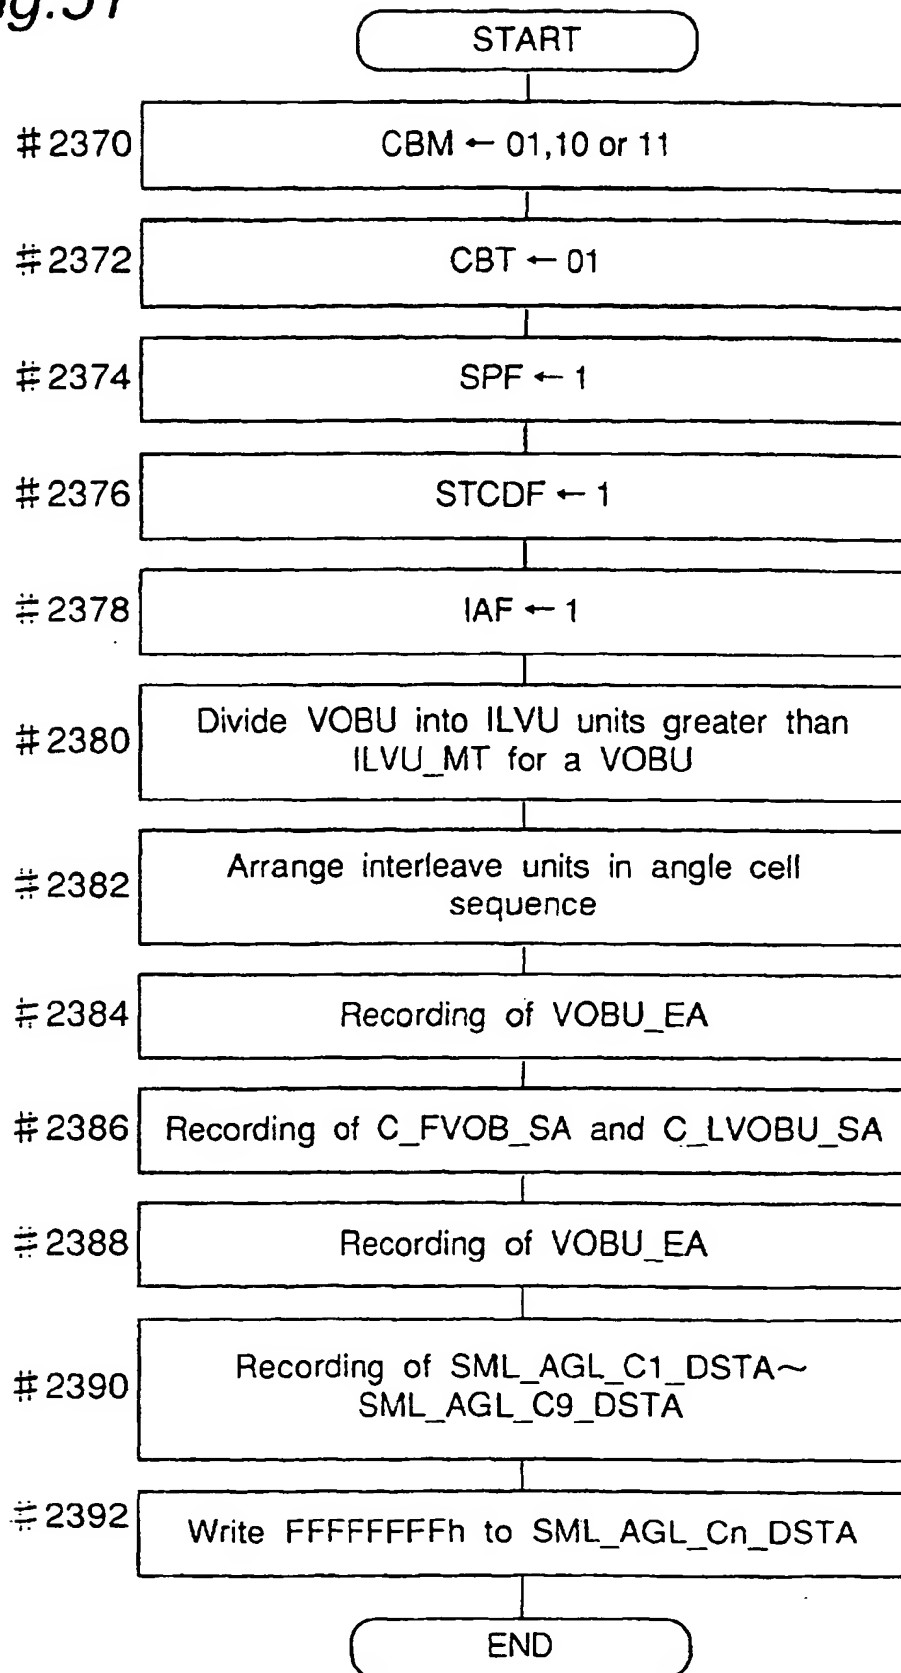 START
#2370 CBM ← 01,10 or 11
#2372 CBT ← 01
#2374 SPF ← 1
#2376 STCDF ← 1
#2378 IAF ← 1
#2380 Divide VOBU into ILVU units greater than
ILVU_MT for a VOBU
#2382 Arrange interleave units in angle cell
sequence
#2384 Recording of VOBU_EA
#2386 Recording of C_FVOB_SA and C_LVOBU_SA
#2388 Recording of VOBU_EA
#2390 Recording of SML_AGL_C1_DSTA~
SML_AGL_C9_DSTA
#2392 Write FFFFFFFFh to SML_AGL_Cn_DSTA
END